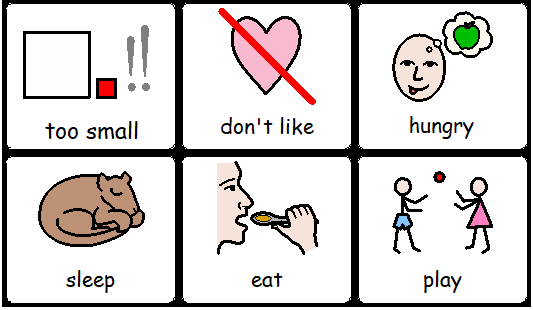 too small
don't like
hungry
sleep
eat
play